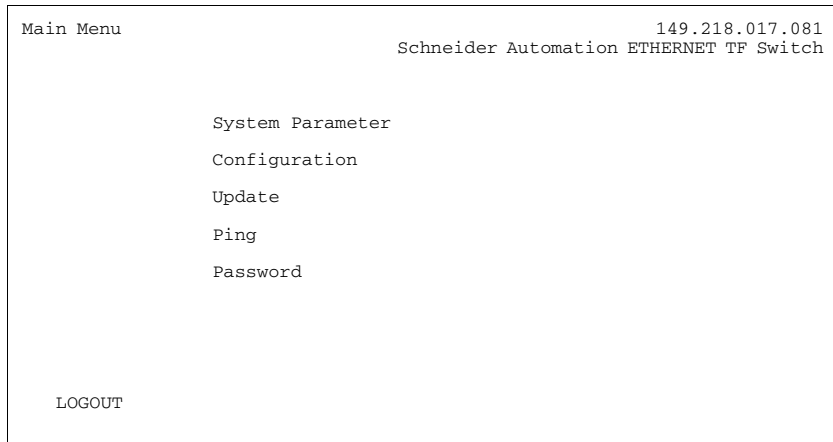 Main Menu 149.218.017.081
Schneider Automation ETHERNET TF Switch
System Parameter
Configuration
Update
Ping
Password
LOGOUT